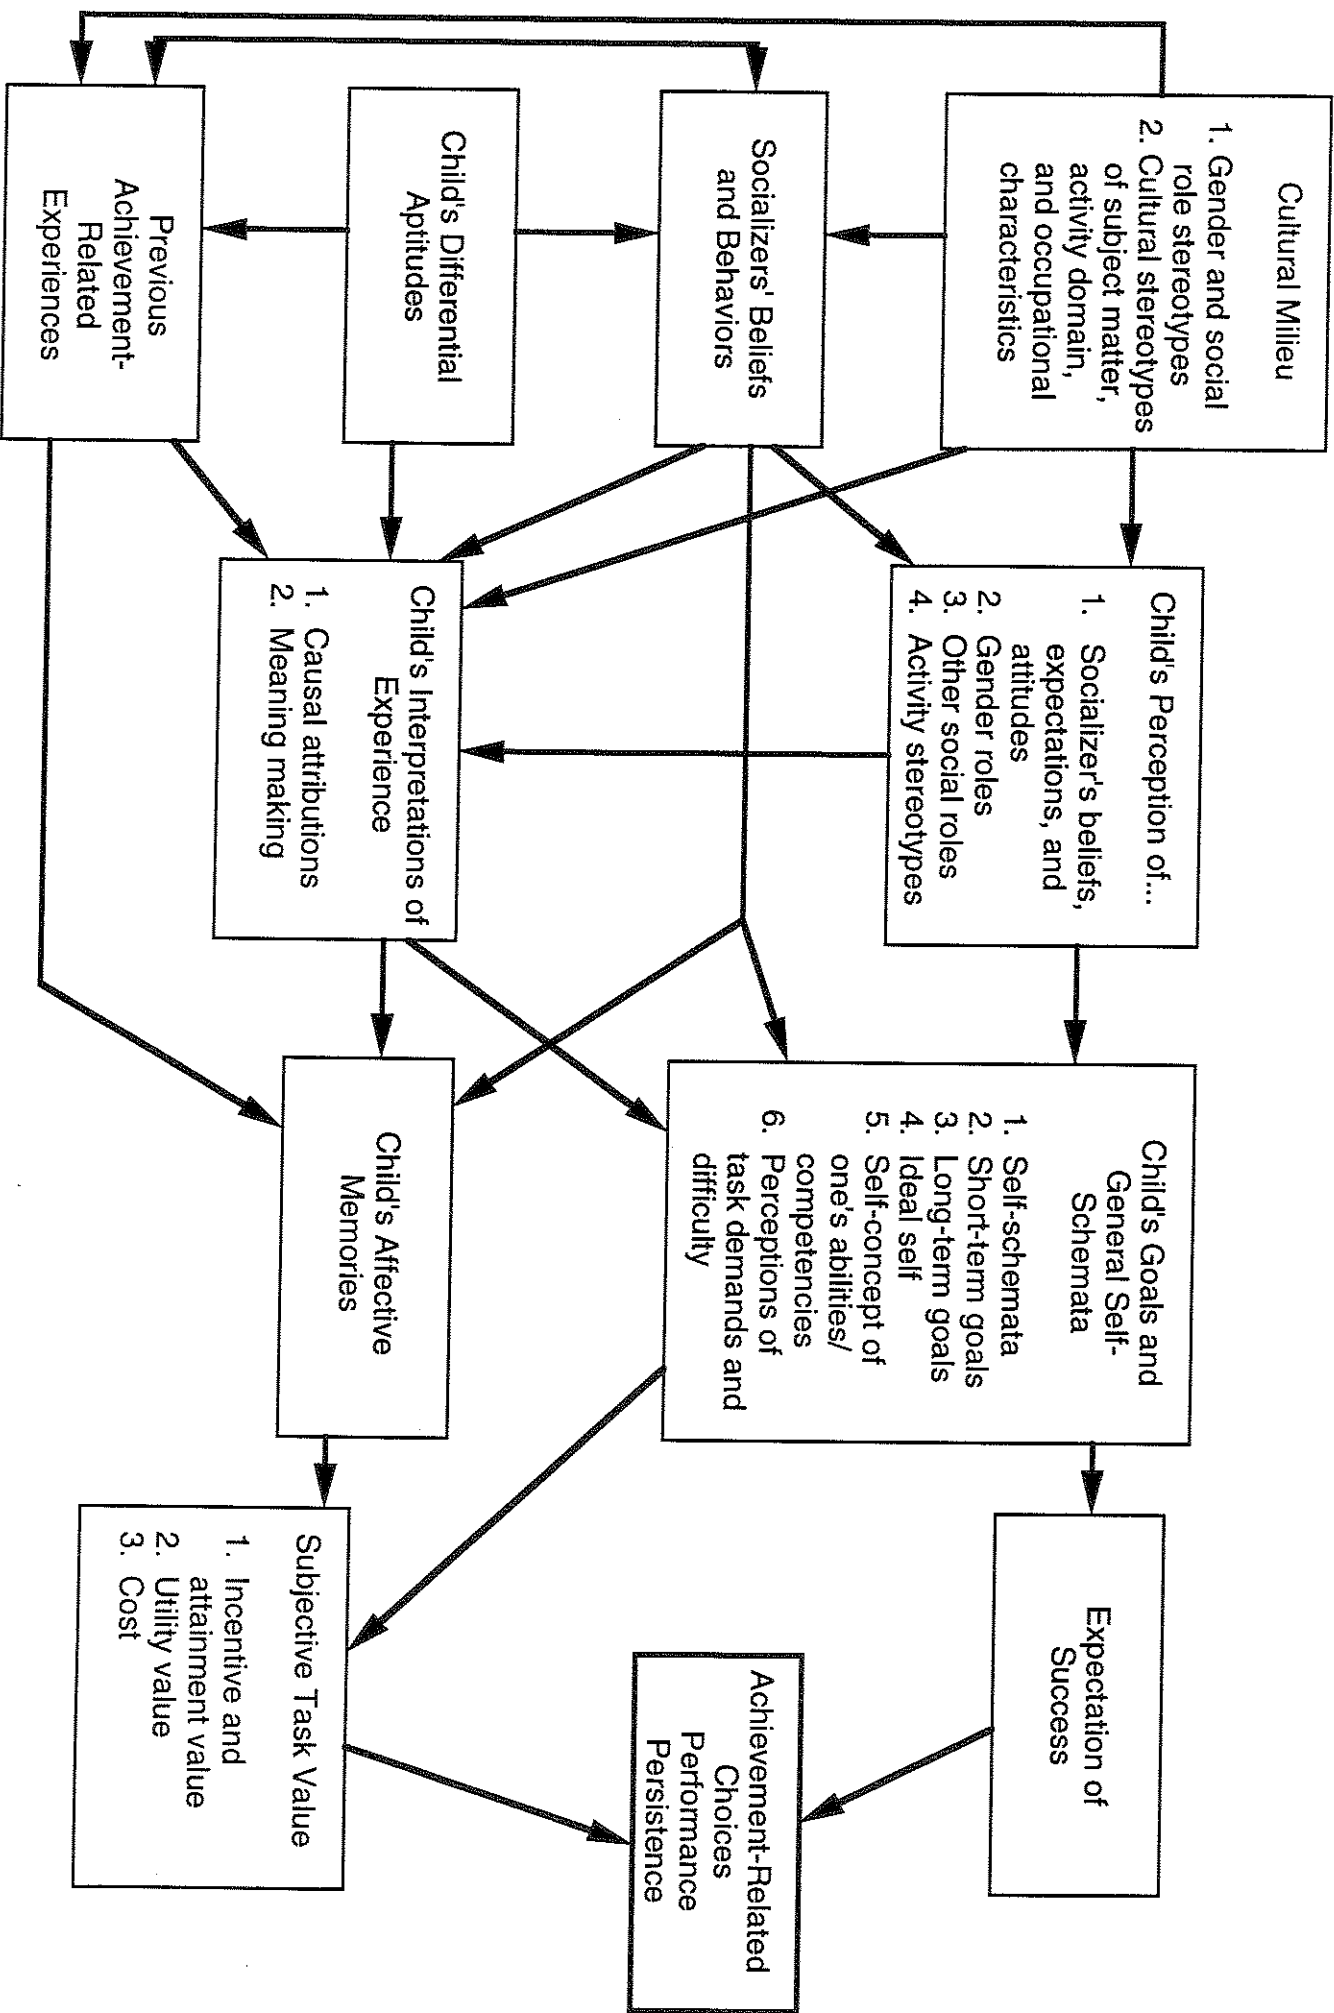 Cultural Milieu
1. Gender and social
role stereotypes
2. Cultural stereotypes
of subject matter,
activity domain,
and occupational
characteristics
Socializers' Beliefs
and Behaviors
Child's Differential
Aptitudes
Previous
Achievement-
Related
Experiences
Child's Perception of...
1. Socializer's beliefs,
expectations, and
attitudes
2. Gender roles
3. Other social roles
4. Activity stereotypes
Child's Interpretations of
Experience
1. Causal attributions
2. Meaning making
Child's Goals and
General Self-
Schemata
1. Self-schemata
2. Short-term goals
3. Long-term goals
4. Ideal self
5. Self-concept of
one's abilities/
competencies
6. Perceptions of
task demands and
difficulty
Child's Affective
Memories
Expectation of
Success
Subjective Task Value
1. Incentive and
attainment value
2. Utility value
3. Cost
Achievement-Related
Choices
Performance
Persistence